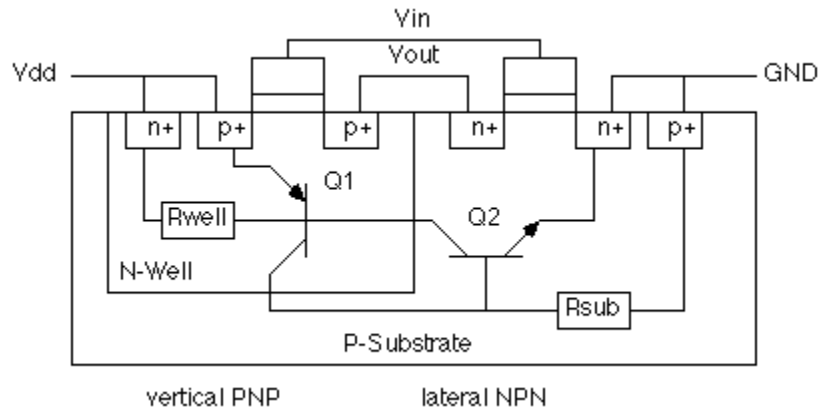 Vin
Vout
Vdd
GND
n+ p+ p+ n+ n+ p+
Q1
Rwell
Q2
N-Well
Rsub
P-Substrate
vertical PNP lateral NPN